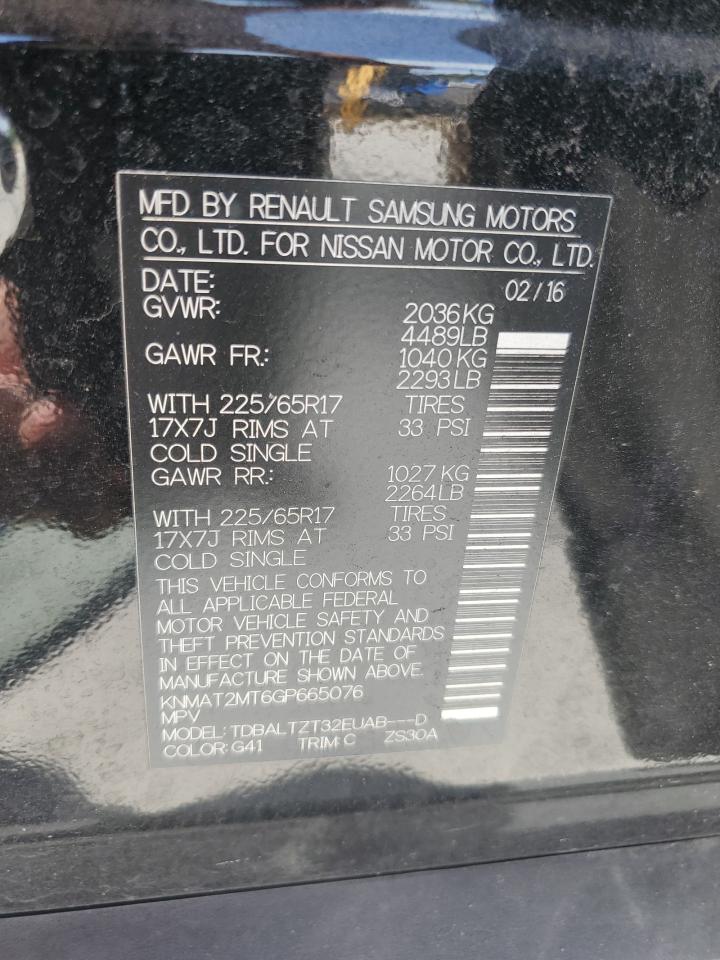 MFD BY RENAULT SAMSUNG MOTORS
CO., LTD. FOR NISSAN MOTOR CO., LTD.
DATE: 02/16
GVWR: 2036KG
4489LB
GAWR FR.: 1040KG
2293LB
WITH 225/65R17 TIRES
17X7J RIMS AT 33 PSI
COLD SINGLE
GAWR RR.: 1027KG
2264LB
WITH 225/65R17 TIRES
17X7J RIMS AT 33 PSI
COLD SINGLE
THIS VEHICLE CONFORMS TO
ALL APPLICABLE FEDERAL
MOTOR VEHICLE SAFETY AND
THEFT PREVENTION STANDARDS
IN EFFECT ON THE DATE OF
MANUFACTURE SHOWN ABOVE.
KNMAT2MT6GP665076
MPV
MODEL: TDBALTZT32EUAB---D
COLOR: G41 TRIM: C ZS30A